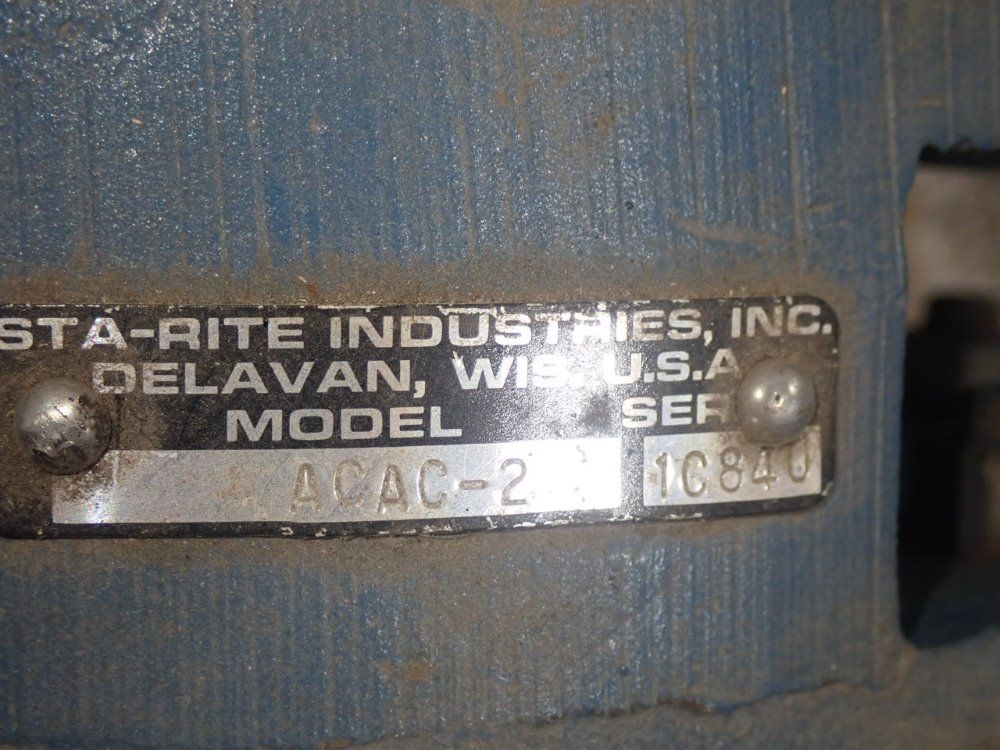 STA-RITE INDUSTRIES, INC.
DELAVAN, WIS. U.S.A
MODEL SER
ACAC-2 1C840